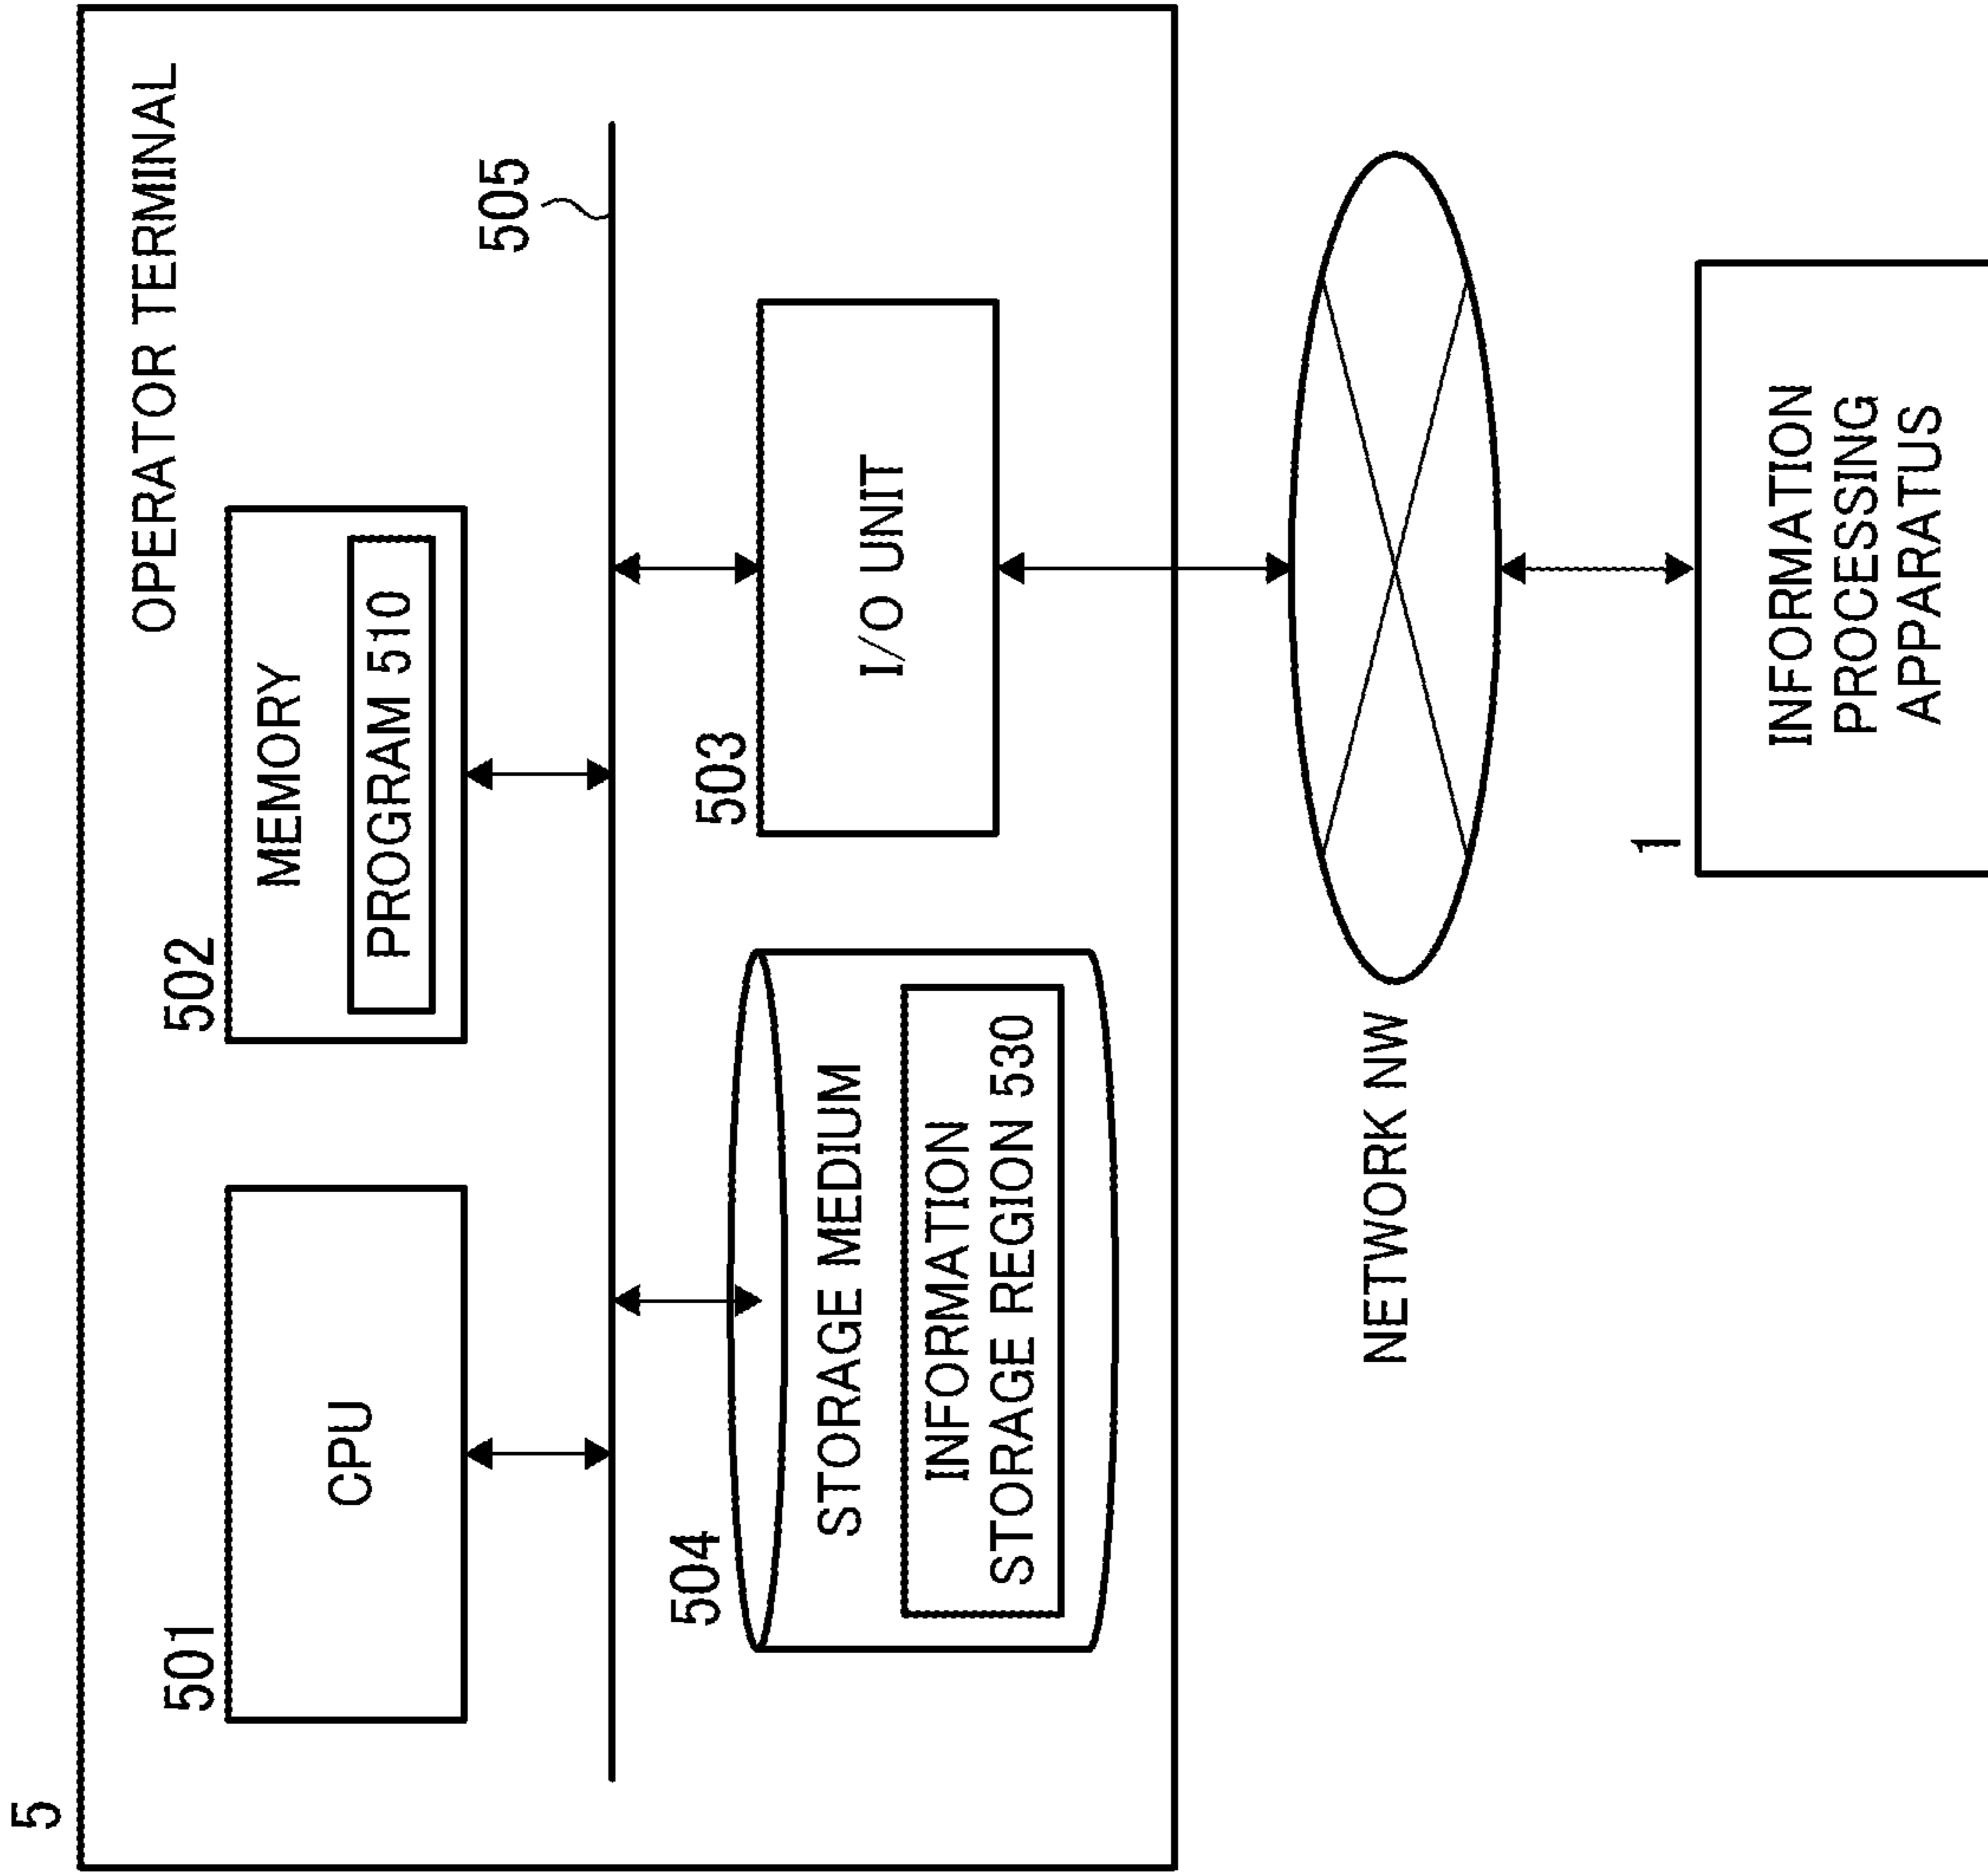 5
OPERATOR TERMINAL
501
CPU
502
MEMORY
PROGRAM 510
505
504
STORAGE MEDIUM
INFORMATION
STORAGE REGION 530
503
I/O UNIT
NETWORK NW
1
INFORMATION
PROCESSING
APPARATUS